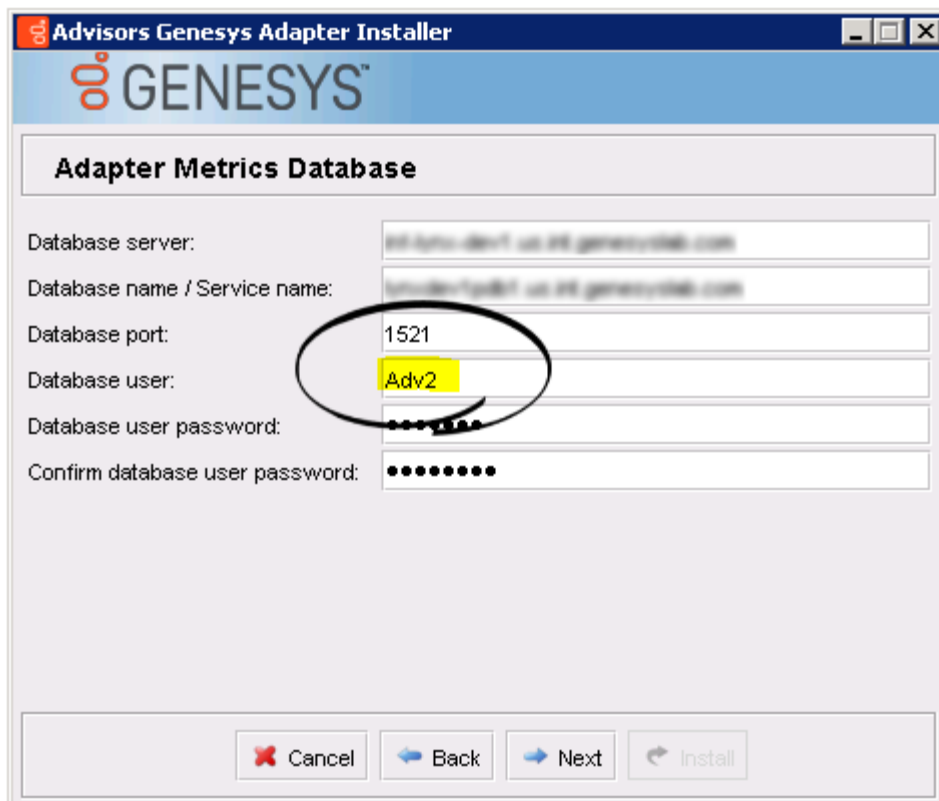 Advisors Genesys Adapter Installer
GENESYS™
Adapter Metrics Database
Database server:
Database name / Service name:
Database port: 1521
Database user: Adv2
Database user password: ●●●●●●●●
Confirm database user password: ●●●●●●●●
Cancel Back Next Install